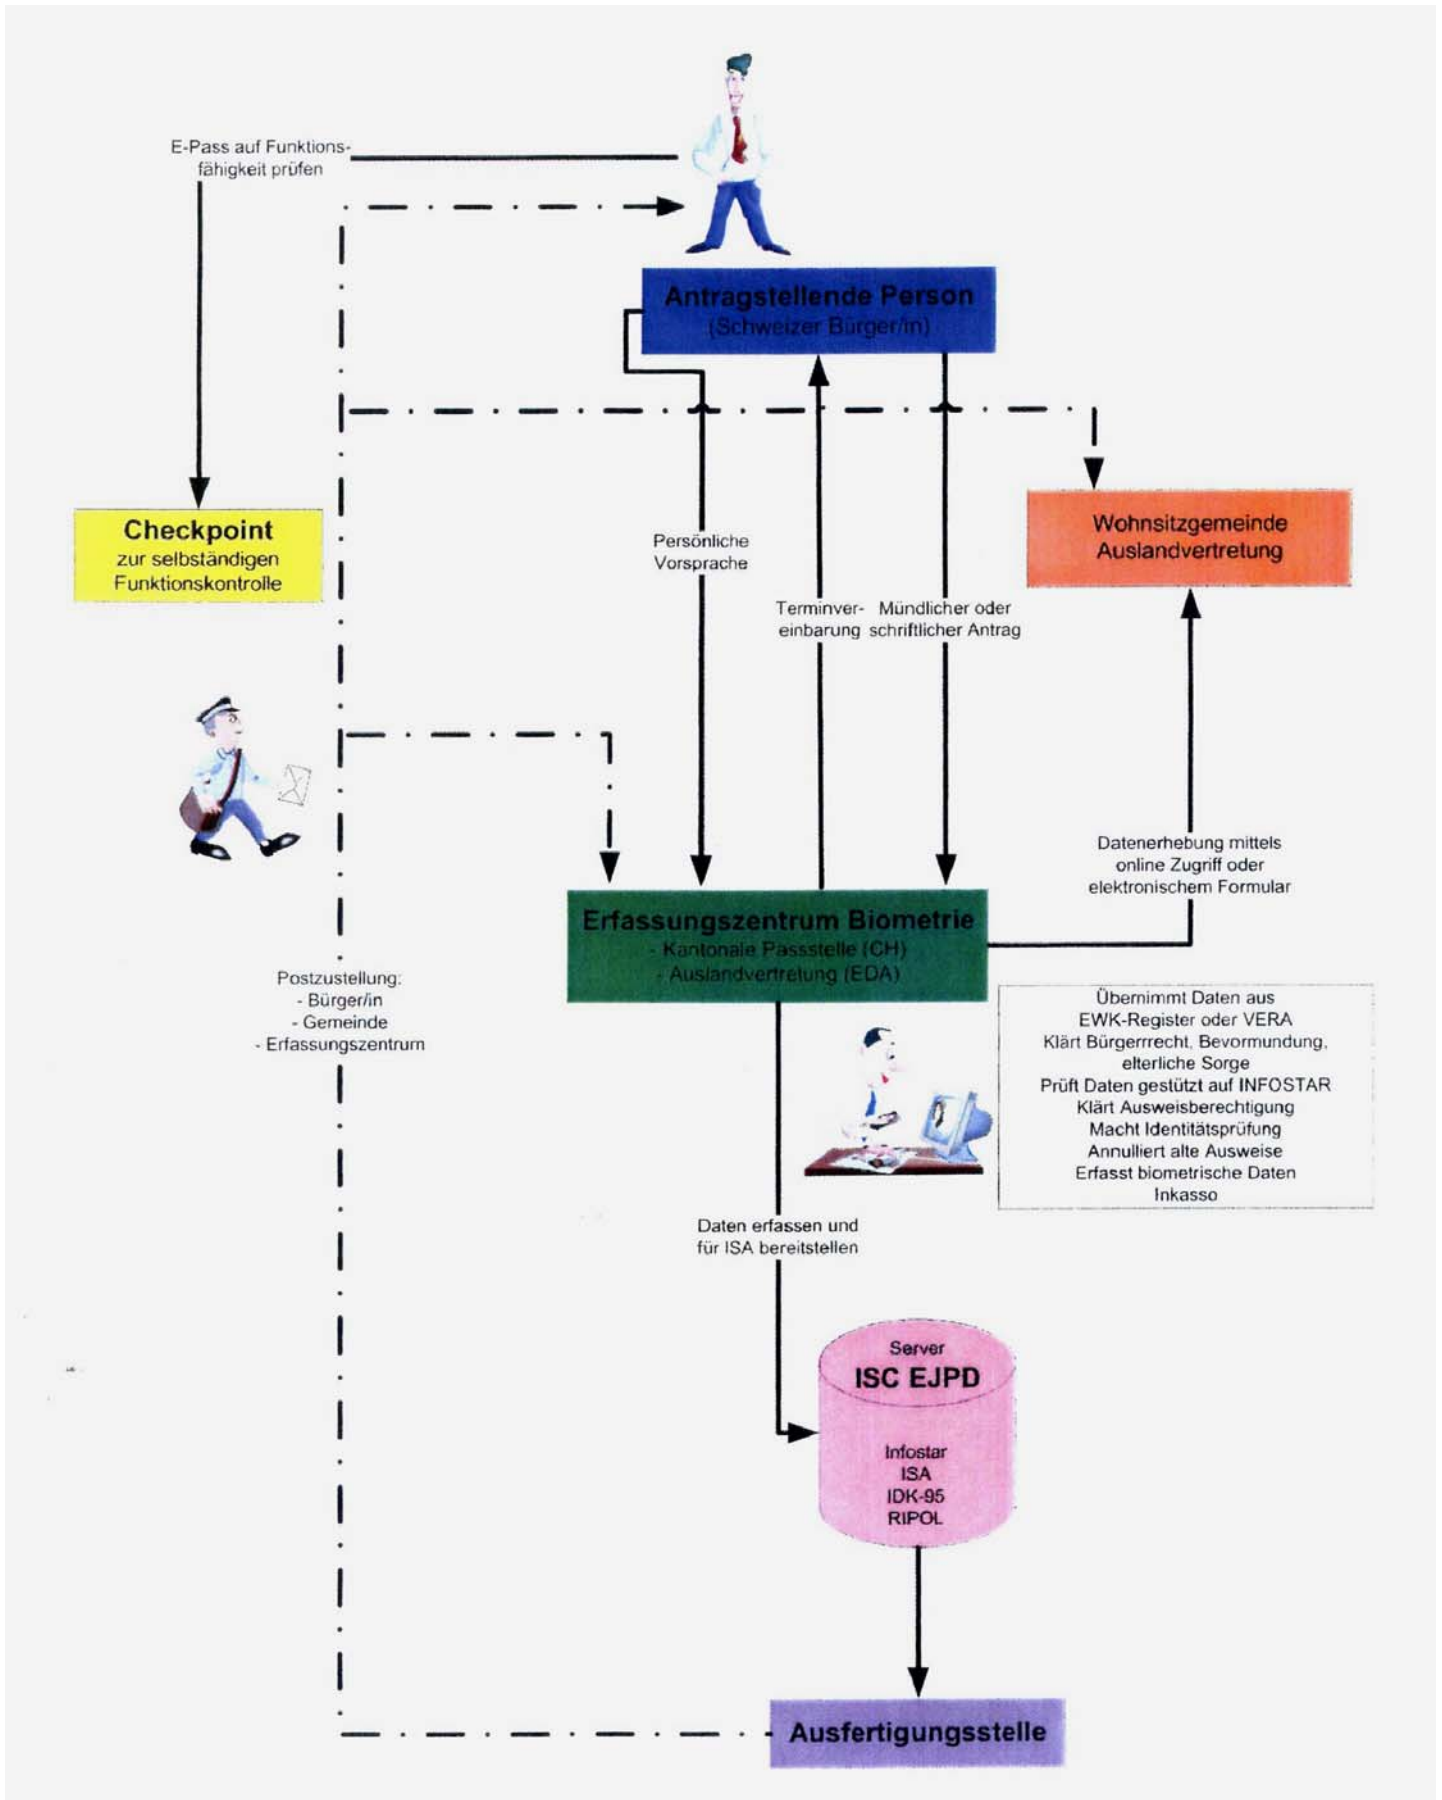 E-Pass auf Funktions-
fähigkeit prüfen
Antragstellende Person
(Schweizer Bürger/in)
Checkpoint
zur selbständigen
Funktionskontrolle
Wohnsitzgemeinde
Auslandvertretung
Persönliche
Vorsprache
Terminver-
einbarung
Mündlicher oder
schriftlicher Antrag
Datenerhebung mittels
online Zugriff oder
elektronischem Formular
Erfassungszentrum Biometrie
- Kantonale Passstelle (CH)
- Auslandvertretung (EDA)
Postzustellung:
- Bürger/in
- Gemeinde
- Erfassungszentrum
Übernimmt Daten aus
EWK-Register oder VERA
Klärt Bürgerrrecht, Bevormundung,
elterliche Sorge
Prüft Daten gestützt auf INFOSTAR
Klärt Ausweisberechtigung
Macht Identitätsprüfung
Annulliert alte Ausweise
Erfasst biometrische Daten
Inkasso
Daten erfassen und
für ISA bereitstellen
Server
ISC EJPD
Infostar
ISA
IDK-95
RIPOL
Ausfertigungsstelle